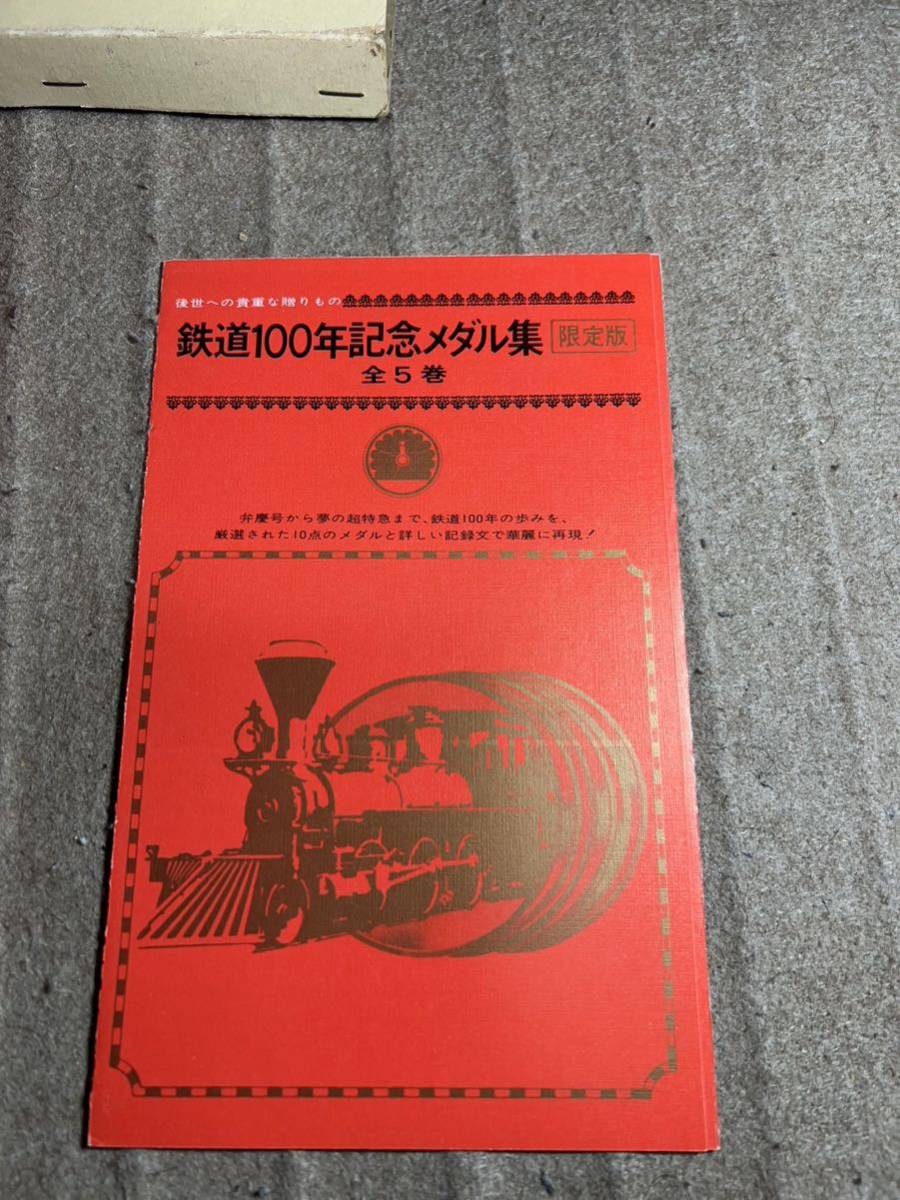 後世への貴重な贈りもの
鉄道100年記念メダル集 限定版
全5巻
弁慶号から夢の超特急まで、鉄道100年の歩みを、
厳選された10点のメダルと詳しい記録文で華麗に再現!